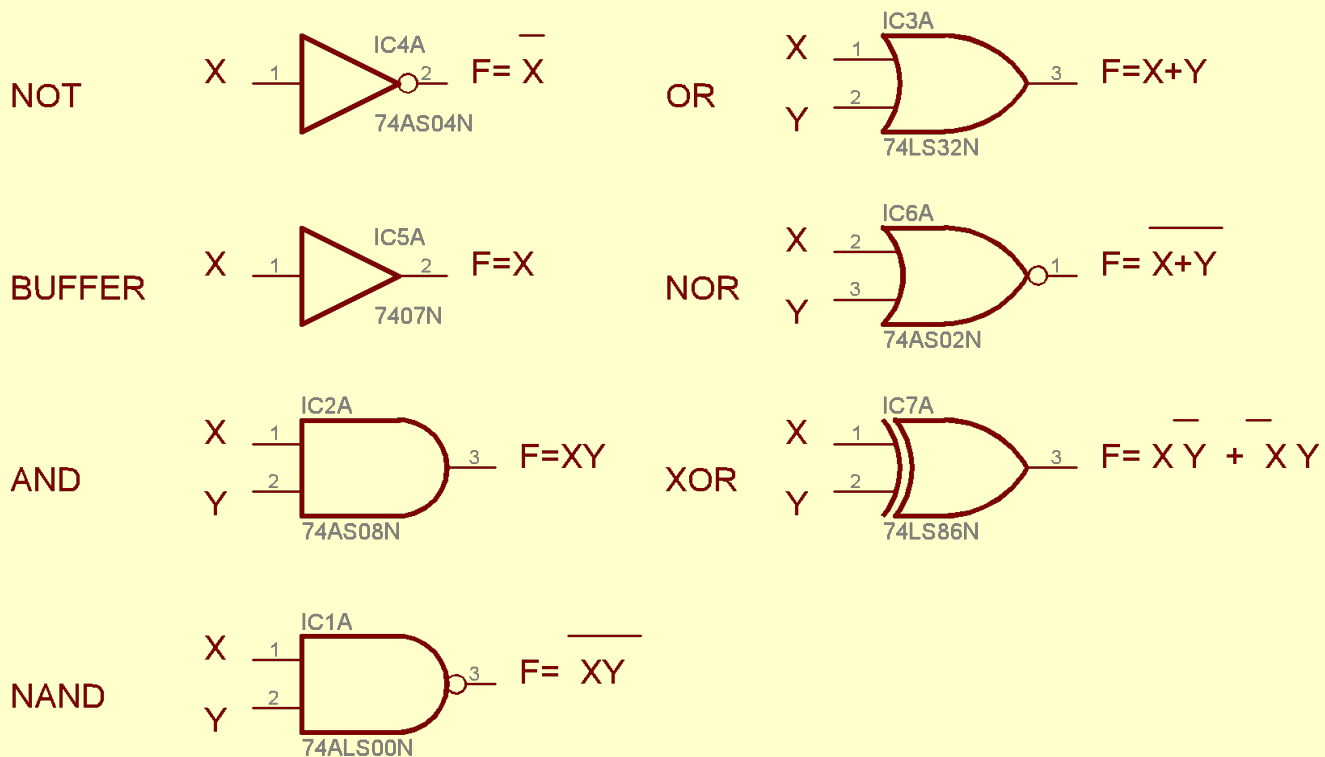 NOT
X
1
IC4A
2
F= X̅
74AS04N
OR
X
Y
1
2
IC3A
3
F=X+Y
74LS32N
BUFFER
X
1
IC5A
2
F=X
7407N
NOR
X
Y
2
3
IC6A
1
F= X̅+̅Y̅
74AS02N
AND
X
Y
1
2
IC2A
3
F=XY
74AS08N
XOR
X
Y
1
2
IC7A
3
F= X Y̅ + X̅ Y
74LS86N
NAND
X
Y
1
2
IC1A
3
F= X̅Y̅
74ALS00N